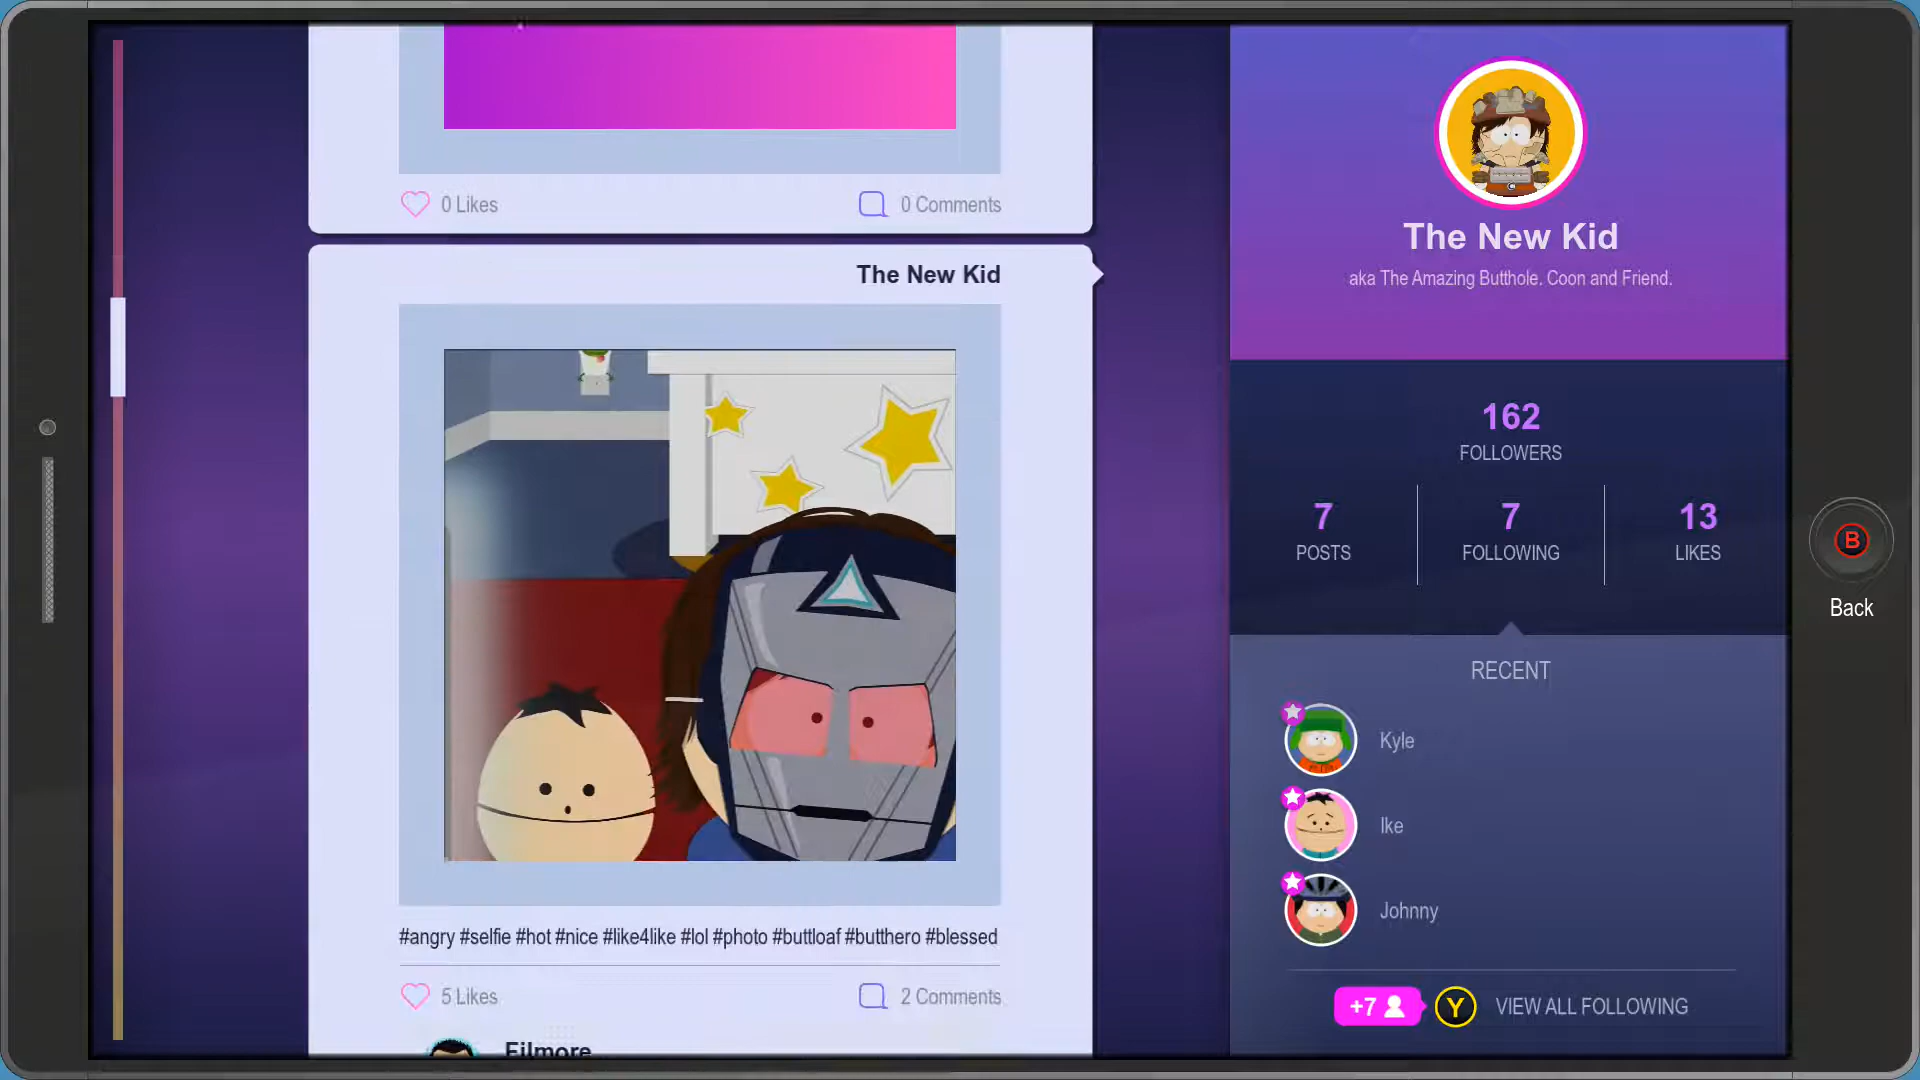 0 Likes
0 Comments
The New Kid
#angry #selfie #hot #nice #like4like #lol #photo #buttloaf #butthero #blessed
5 Likes
2 Comments
Filmore
The New Kid
aka The Amazing Butthole. Coon and Friend.
162
FOLLOWERS
7
POSTS
7
FOLLOWING
13
LIKES
RECENT
Kyle
Ike
Johnny
+7
Y
VIEW ALL FOLLOWING
B
Back